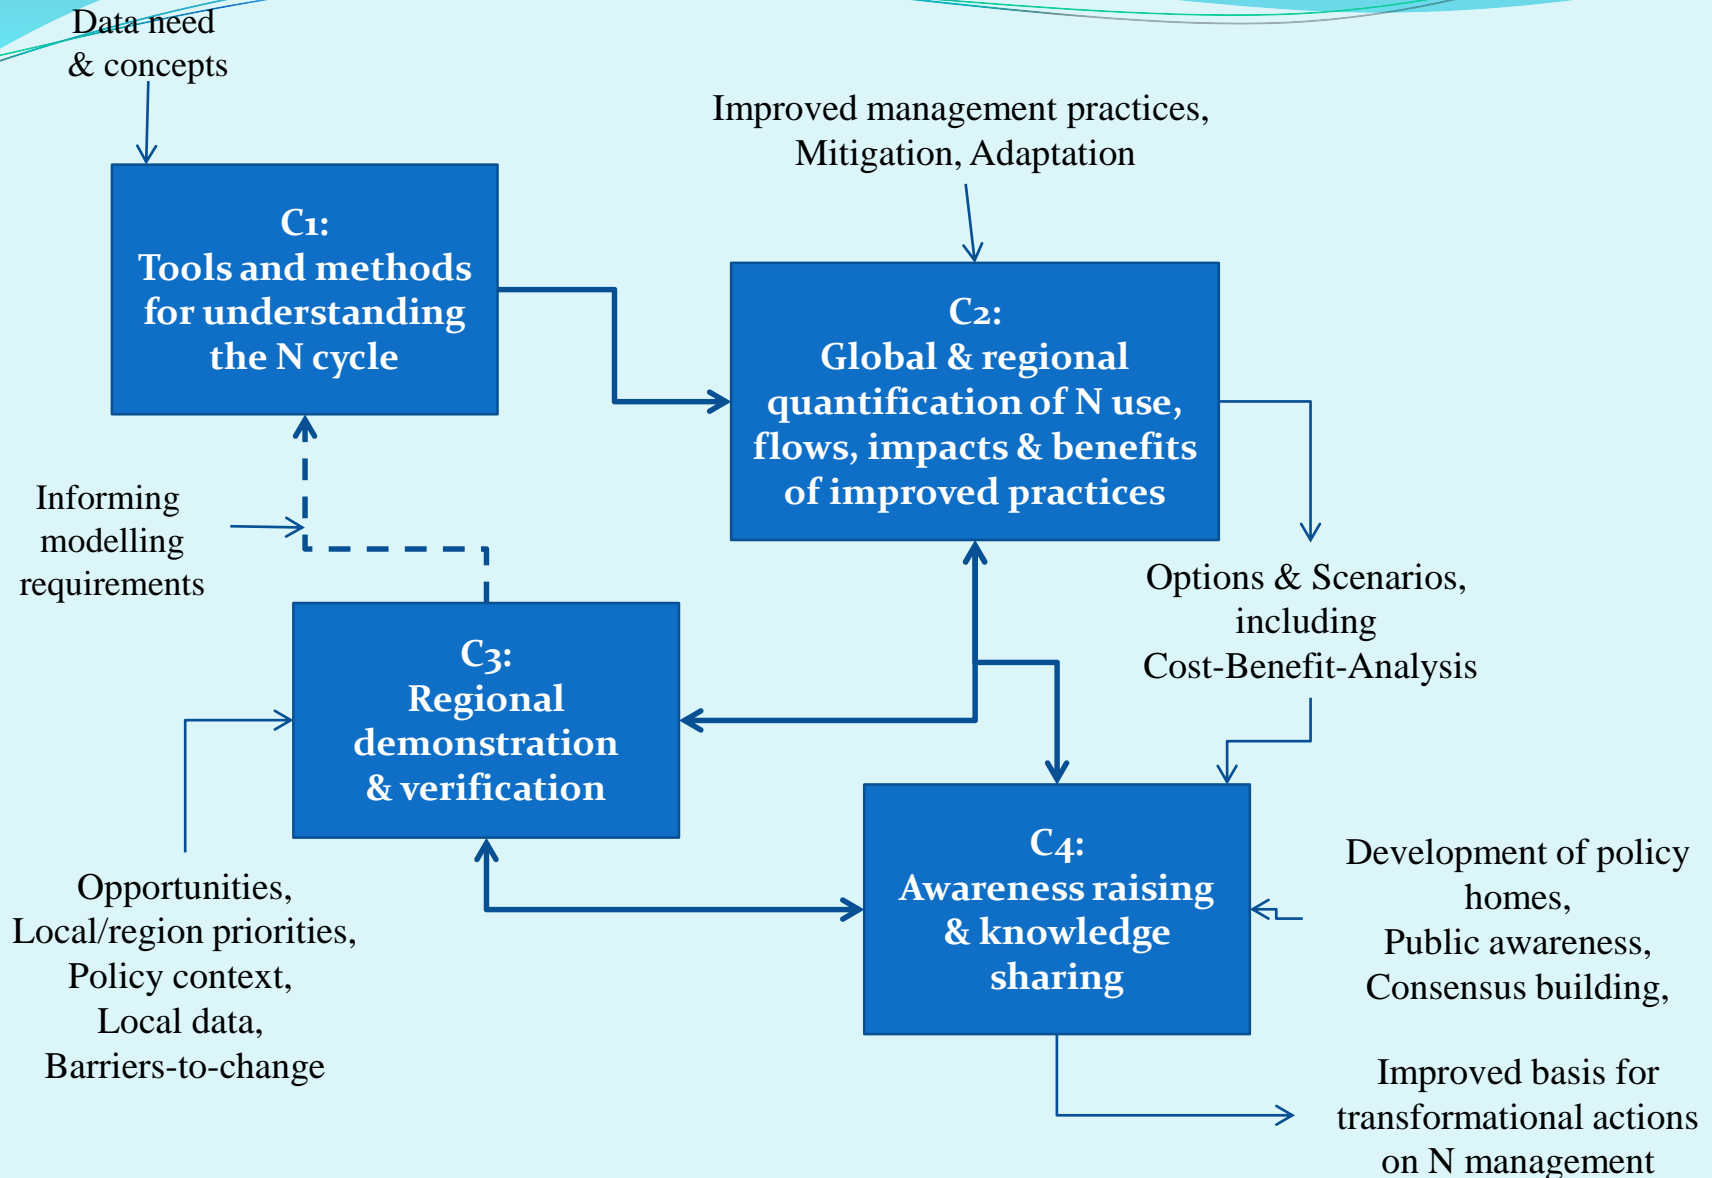 Data need
& concepts
Improved management practices,
Mitigation, Adaptation
C1:
Tools and methods
for understanding
the N cycle
C2:
Global & regional
quantification of N use,
flows, impacts & benefits
of improved practices
Informing
modelling
requirements
Options & Scenarios,
including
Cost-Benefit-Analysis
C3:
Regional
demonstration
& verification
C4:
Awareness raising
& knowledge
sharing
Opportunities,
Local/region priorities,
Policy context,
Local data,
Barriers-to-change
Development of policy
homes,
Public awareness,
Consensus building,
Improved basis for
transformational actions
on N management